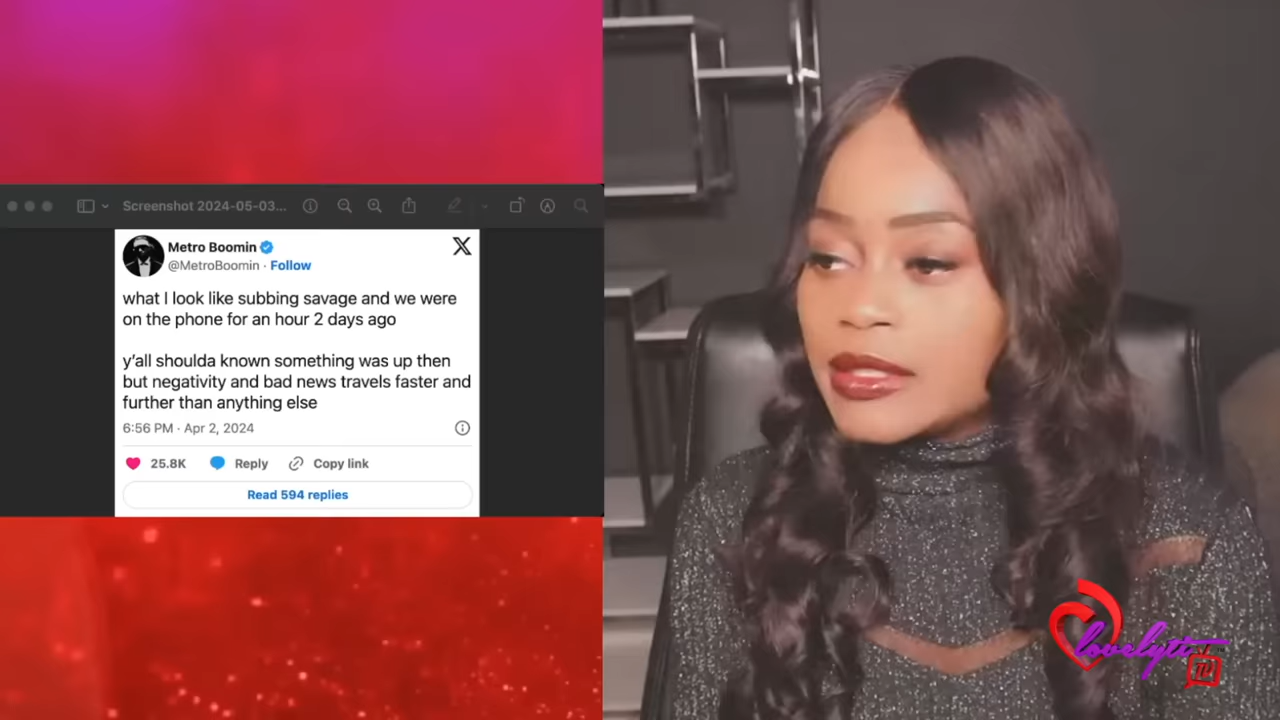 Screenshot 2024-05-03...
Metro Boomin
@MetroBoomin · Follow
what I look like subbing savage and we were
on the phone for an hour 2 days ago
y'all shoulda known something was up then
but negativity and bad news travels faster and
further than anything else
6:56 PM · Apr 2, 2024
25.8K Reply Copy link
Read 594 replies
lovelyti